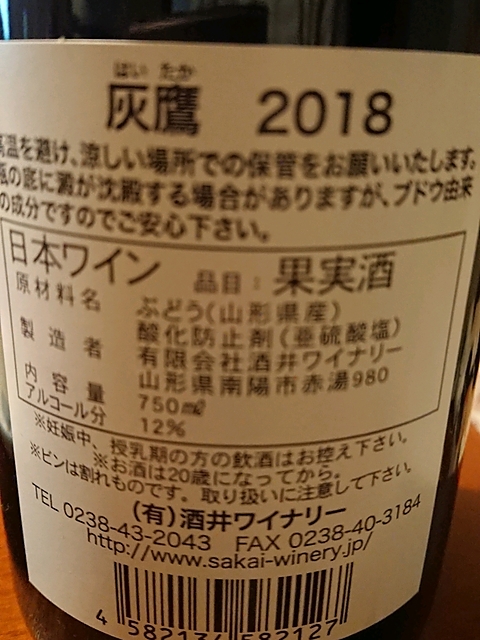 はいたか
灰鷹 2018
高温を避け、涼しい場所での保管をお願いいたします。
瓶の底に澱が沈殿する場合がありますが、ブドウ由来
の成分ですのでご安心下さい。
日本ワイン 品目：果実酒
原材料名 ぶどう(山形県産)
酸化防止剤(亜硫酸塩)
製造者 有限会社酒井ワイナリー
山形県南陽市赤湯980
内容量 750㎖
アルコール分 12%
※妊娠中、授乳期の方の飲酒はお控え下さい。
※お酒は20歳になってから。
※ビンは割れものです。取り扱いに注意して下さい。
(有)酒井ワイナリー
TEL 0238-43-2043 FAX 0238-40-3184
http://www.sakai-winery.jp/
4 582134 582127